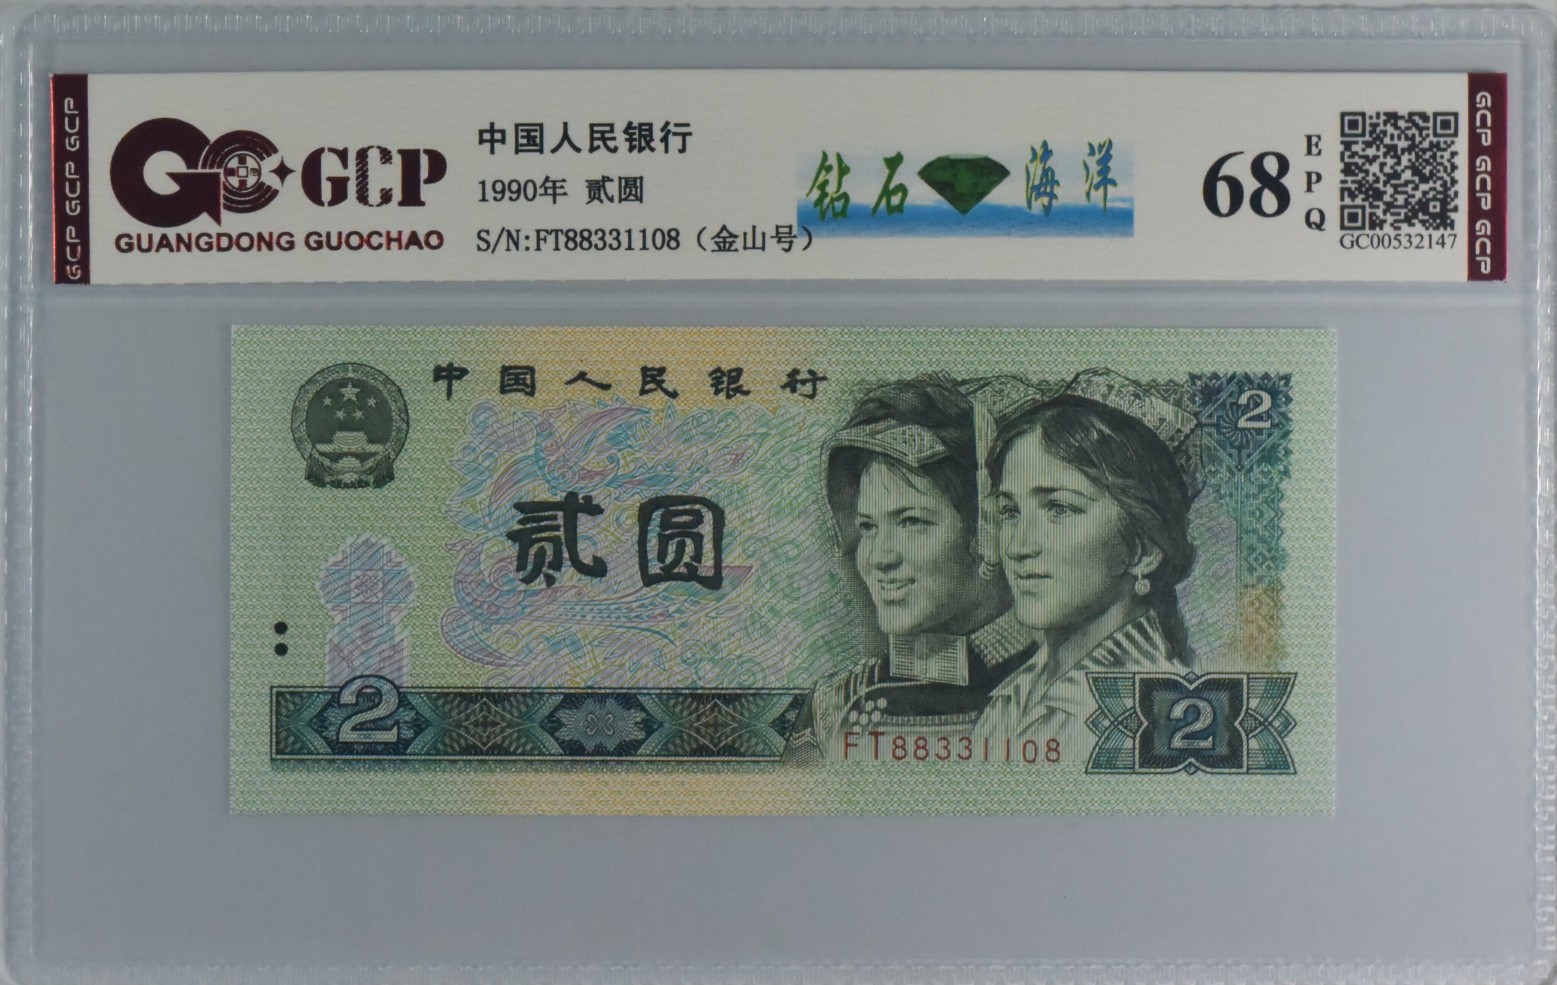 GCP GCP GCP
GCP
GUANGDONG GUOCHAO
中国人民银行
1990年 贰圆
S/N:FT88331108（金山号）
钻石 海洋
68
EPQ
GC00532147
GCP GCP GCP
中国人民银行
2
贰圆
2
FT88331108
2